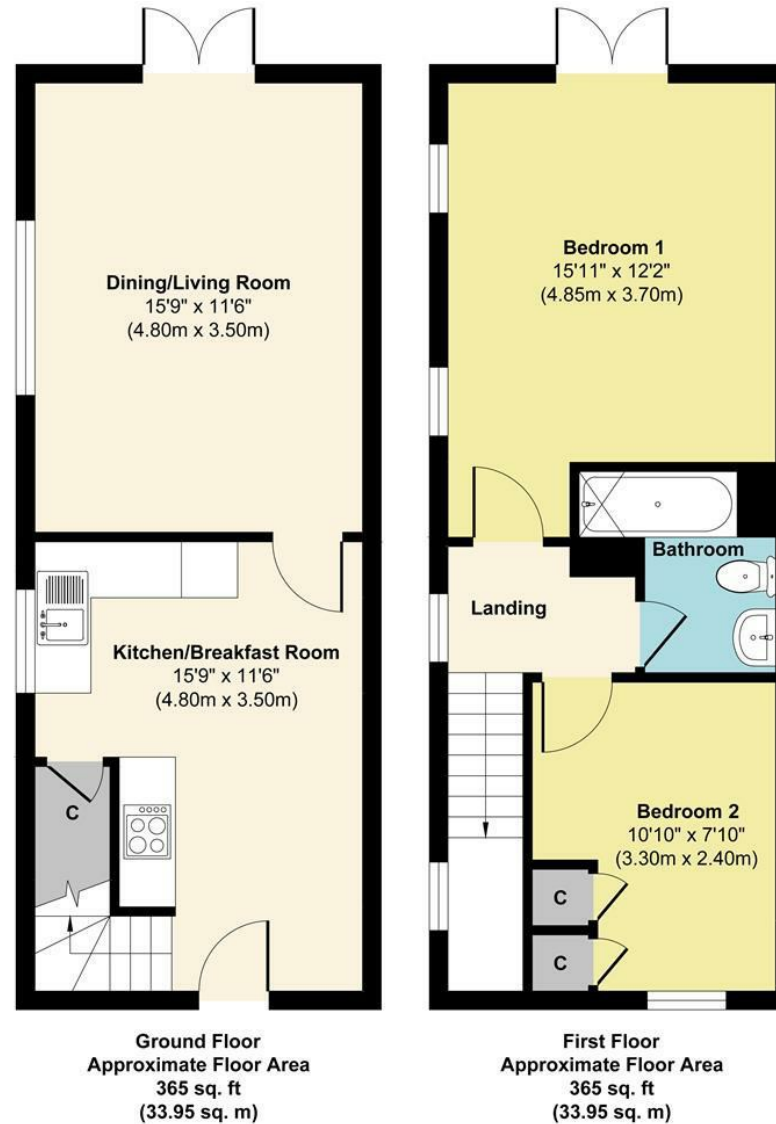 Dining/Living Room
15'9" x 11'6"
(4.80m x 3.50m)
Kitchen/Breakfast Room
15'9" x 11'6"
(4.80m x 3.50m)
C
Ground Floor
Approximate Floor Area
365 sq. ft
(33.95 sq. m)
Bedroom 1
15'11" x 12'2"
(4.85m x 3.70m)
Bathroom
Landing
Bedroom 2
10'10" x 7'10"
(3.30m x 2.40m)
C
C
First Floor
Approximate Floor Area
365 sq. ft
(33.95 sq. m)